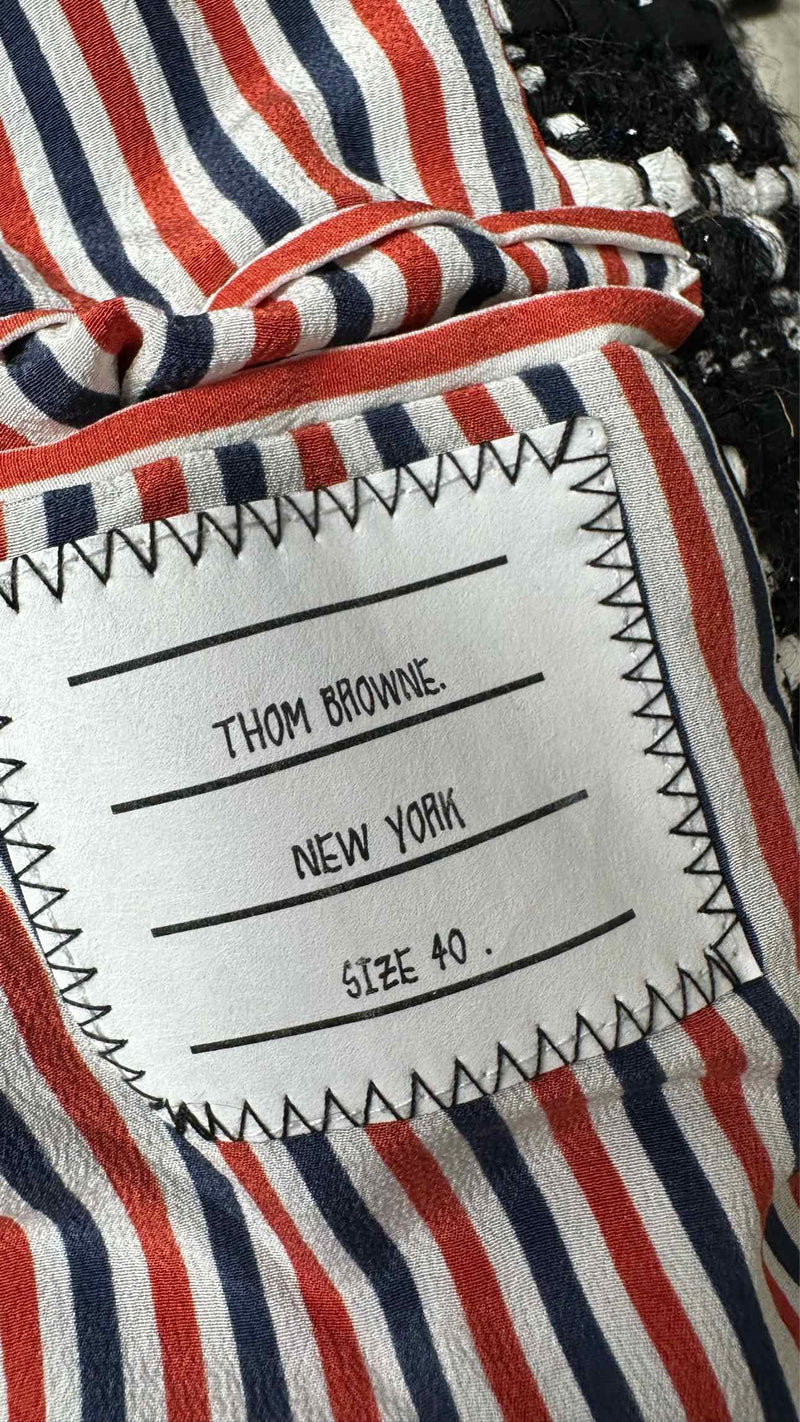 THOM BROWNE.
NEW YORK
SIZE 40 .